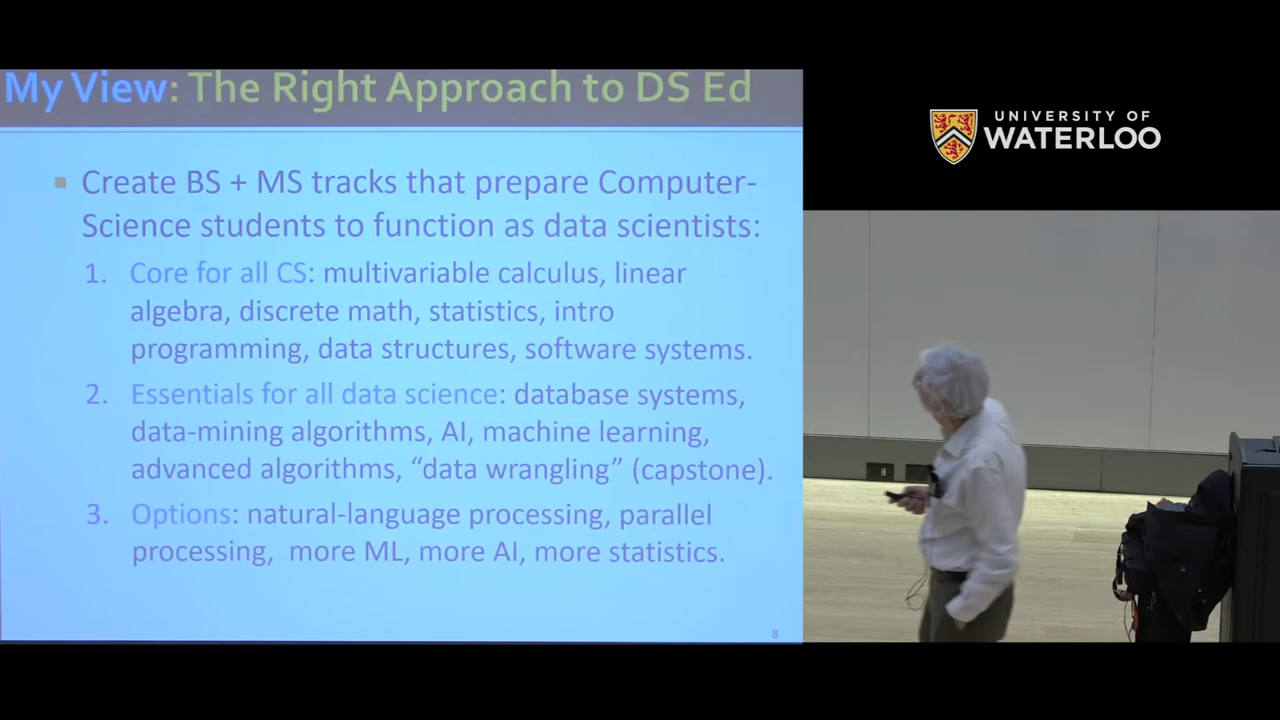 My View: The Right Approach to DS Ed
Create BS + MS tracks that prepare Computer-
Science students to function as data scientists:
1. Core for all CS: multivariable calculus, linear
algebra, discrete math, statistics, intro
programming, data structures, software systems.
2. Essentials for all data science: database systems,
data-mining algorithms, AI, machine learning,
advanced algorithms, “data wrangling” (capstone).
3. Options: natural-language processing, parallel
processing, more ML, more AI, more statistics.
8
UNIVERSITY OF
WATERLOO